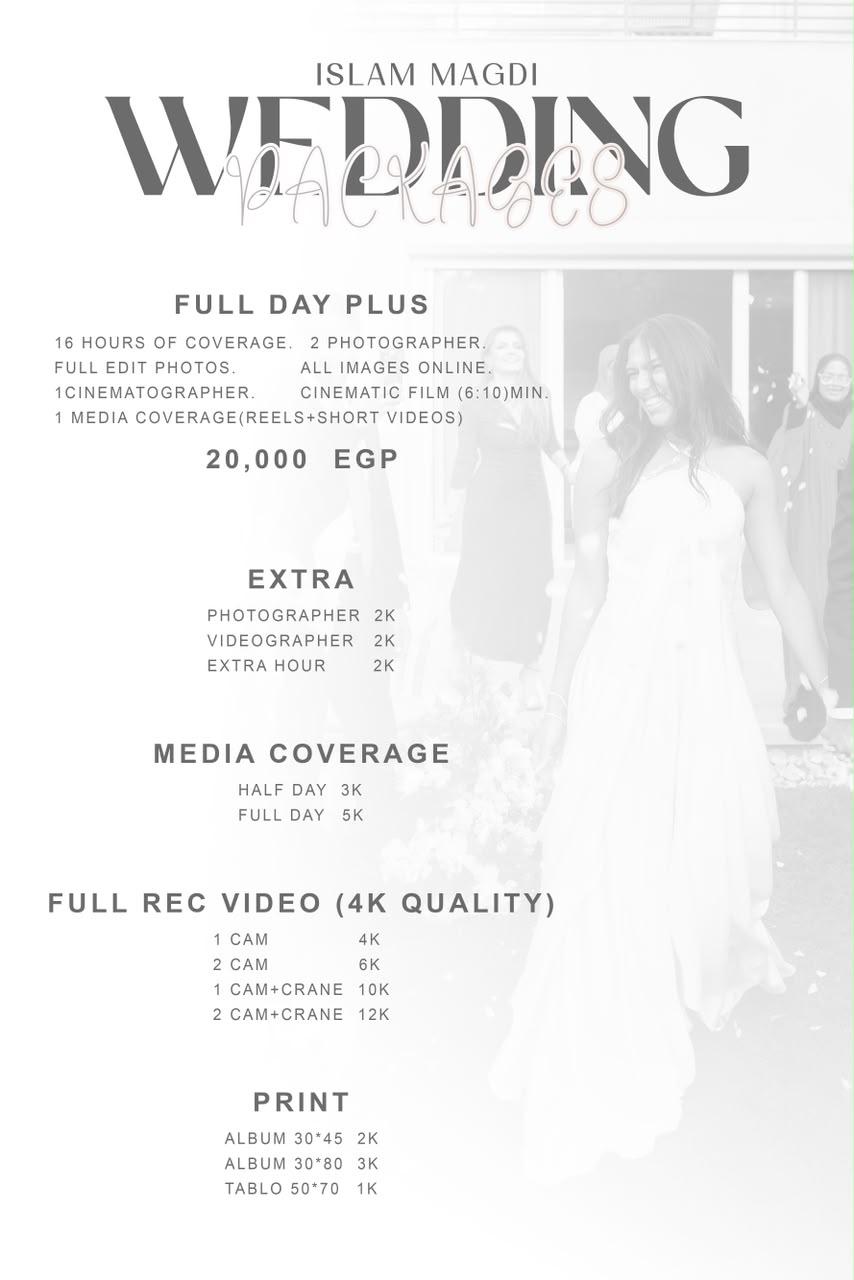 ISLAM MAGDI
WEDDING
PACKAGES
FULL DAY PLUS
16 HOURS OF COVERAGE. 2 PHOTOGRAPHER.
FULL EDIT PHOTOS. ALL IMAGES ONLINE.
1CINEMATOGRAPHER. CINEMATIC FILM (6:10)MIN.
1 MEDIA COVERAGE(REELS+SHORT VIDEOS)
20,000 EGP
EXTRA
PHOTOGRAPHER 2K
VIDEOGRAPHER 2K
EXTRA HOUR 2K
MEDIA COVERAGE
HALF DAY 3K
FULL DAY 5K
FULL REC VIDEO (4K QUALITY)
1 CAM 4K
2 CAM 6K
1 CAM+CRANE 10K
2 CAM+CRANE 12K
PRINT
ALBUM 30*45 2K
ALBUM 30*80 3K
TABLO 50*70 1K